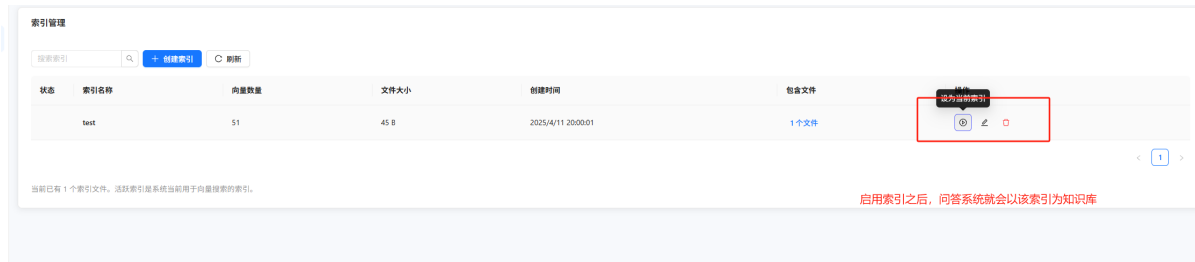 索引管理
搜索索引 + 创建索引 刷新
状态 索引名称 向量数量 文件大小 创建时间 包含文件 操作
设为当前索引
test 51 45 B 2025/4/11 20:00:01 1 个文件
< 1 >
当前已有 1 个索引文件。活跃索引是系统当前用于向量搜索的索引。
启用索引之后，问答系统就会以该索引为知识库